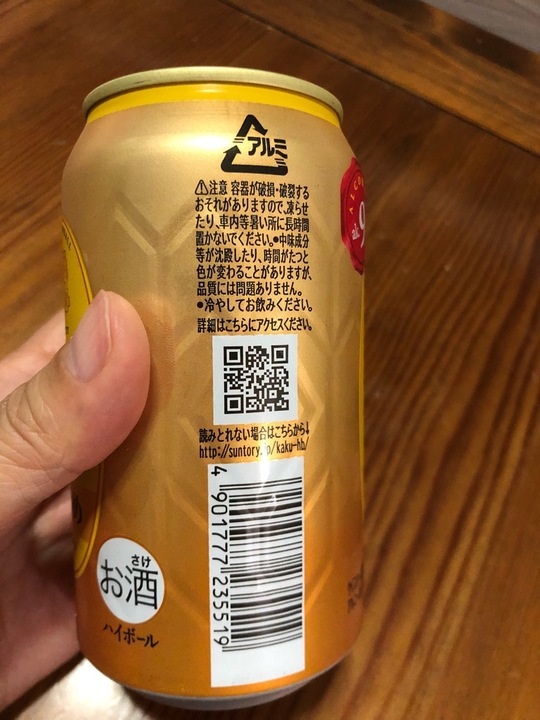 アルミ
⚠注意 容器が破損・破裂する
おそれがありますので、凍らせ
たり、車内等暑い所に長時間
置かないでください。●中味成分
等が沈殿したり、時間がたつと
色が変わることがありますが、
品質には問題ありません。
●冷やしてお飲みください。
詳細はこちらにアクセスください。
読みとれない場合はこちらから↓
http://suntory.jp/kaku-hb/
4 901777 235519
さけ
お酒
ハイボール
ALCO
alc.9